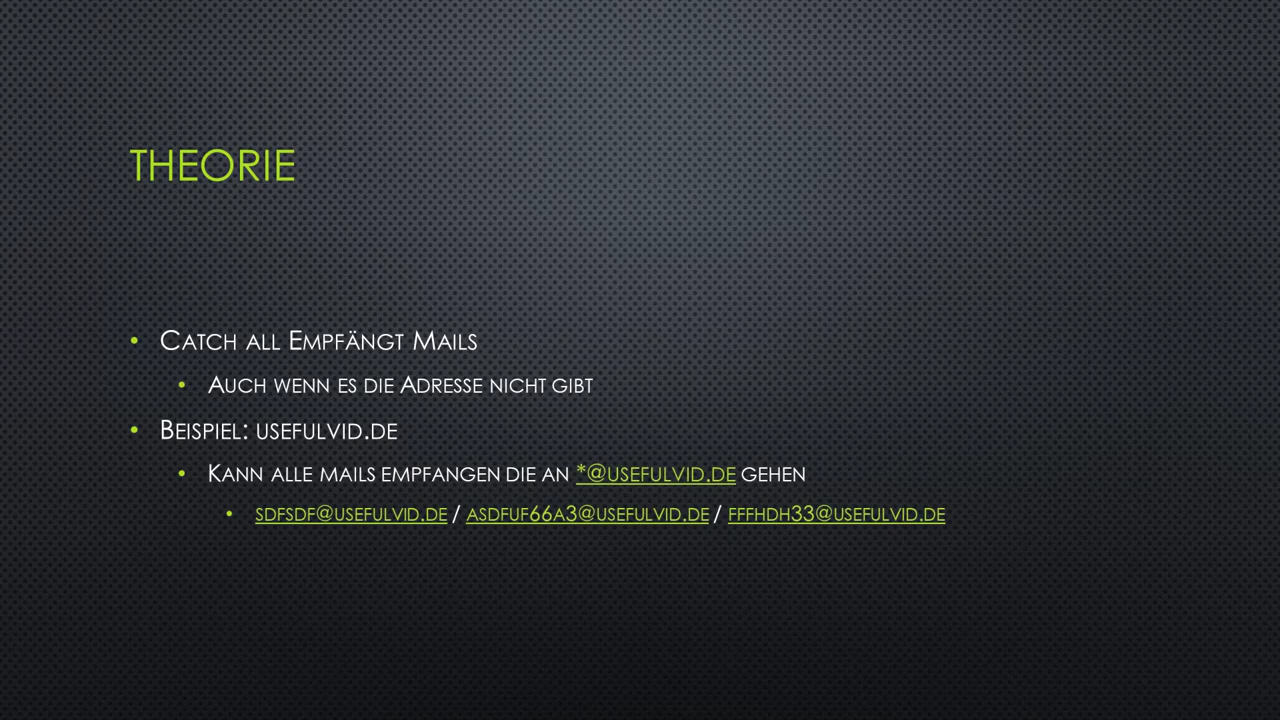 THEORIE
• Catch all Empfängt Mails
• Auch wenn es die Adresse nicht gibt
• Beispiel: usefulvid.de
• Kann alle mails empfangen die an *@usefulvid.de gehen
• sdfsdf@usefulvid.de / asdfuf66a3@usefulvid.de / fffhdh33@usefulvid.de